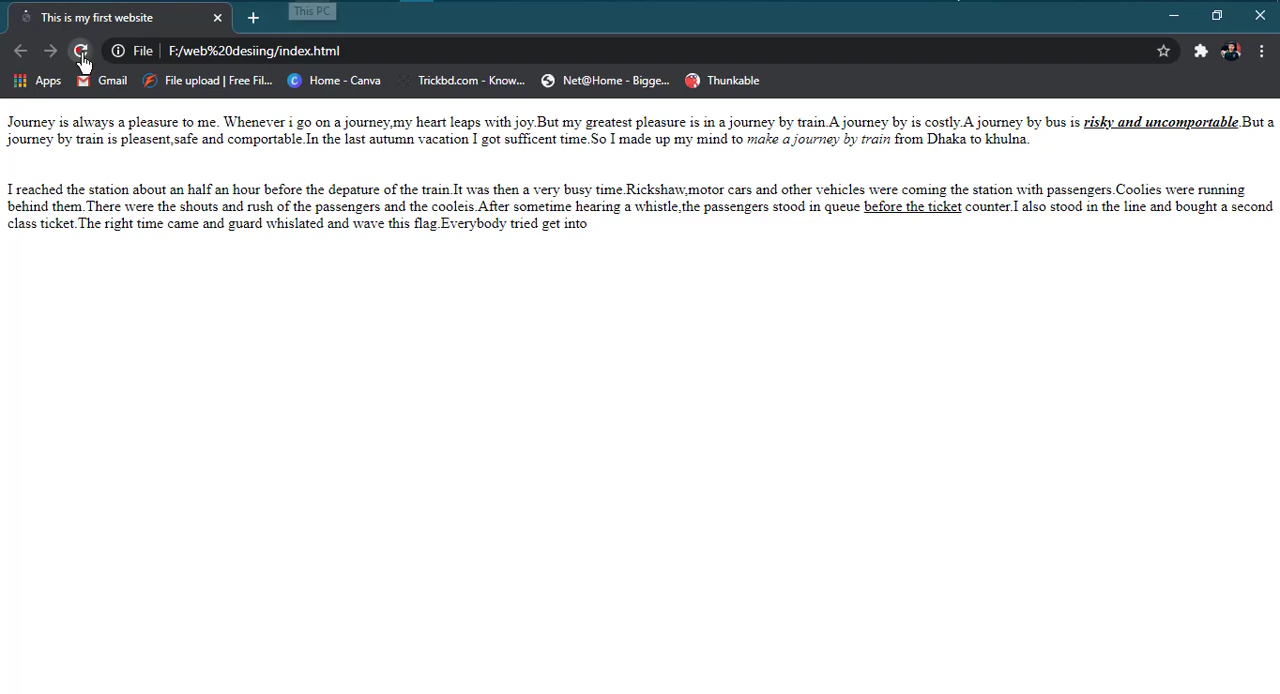 This is my first website
This PC
File
F:/web%20desiing/index.html
Apps
Gmail
File upload | Free Fil...
Home - Canva
Trickbd.com - Know...
Net@Home - Bigge...
Thunkable
Journey is always a pleasure to me. Whenever i go on a journey,my heart leaps with joy.But my greatest pleasure is in a journey by train.A journey by is costly.A journey by bus is risky and uncomportable.But a
journey by train is pleasent,safe and comportable.In the last autumn vacation I got sufficent time.So I made up my mind to make a journey by train from Dhaka to khulna.
I reached the station about an half an hour before the depature of the train.It was then a very busy time.Rickshaw,motor cars and other vehicles were coming the station with passengers.Coolies were running
behind them.There were the shouts and rush of the passengers and the cooleis.After sometime hearing a whistle,the passengers stood in queue before the ticket counter.I also stood in the line and bought a second
class ticket.The right time came and guard whislated and wave this flag.Everybody tried get into